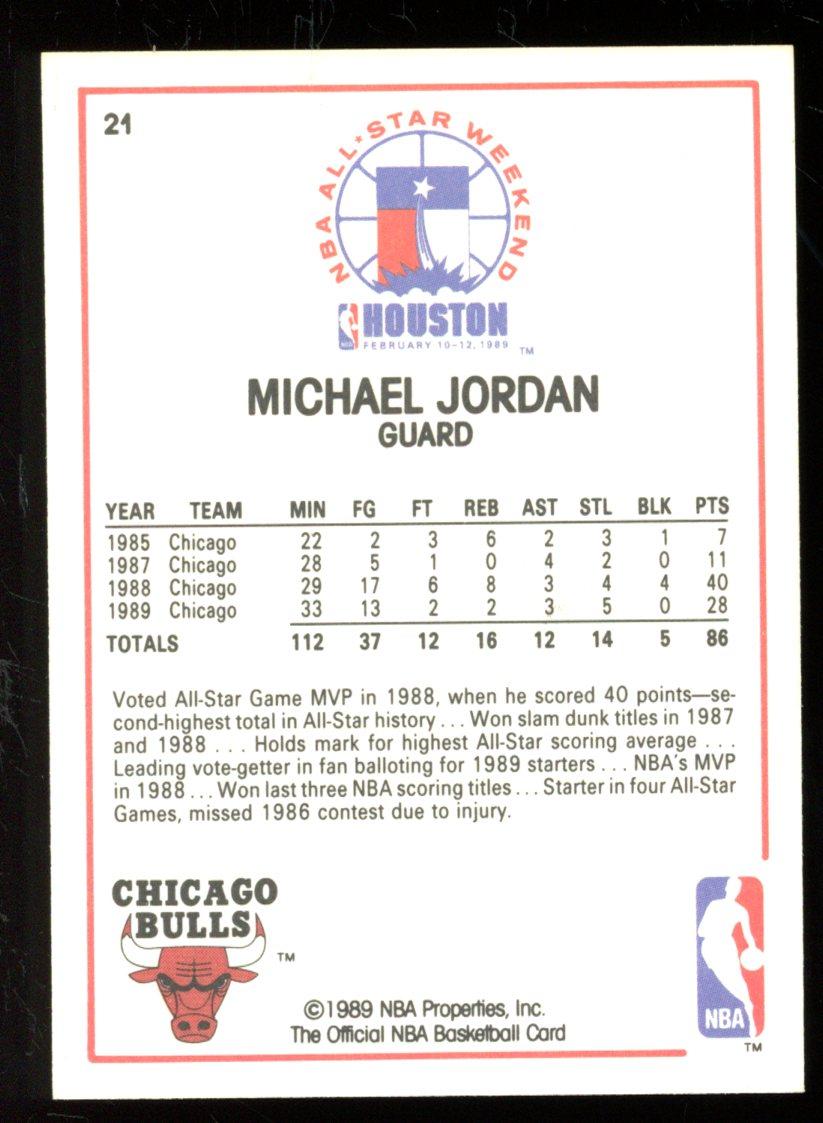 21
NBA ALL★STAR WEEKEND
NBA HOUSTON
FEBRUARY 10-12, 1989 TM
MICHAEL JORDAN
GUARD
YEAR TEAM MIN FG FT REB AST STL BLK PTS
1985 Chicago 22 2 3 6 2 3 1 7
1987 Chicago 28 5 1 0 4 2 0 11
1988 Chicago 29 17 6 8 3 4 4 40
1989 Chicago 33 13 2 2 3 5 0 28
TOTALS 112 37 12 16 12 14 5 86
Voted All-Star Game MVP in 1988, when he scored 40 points—se-
cond-highest total in All-Star history . . . Won slam dunk titles in 1987
and 1988 . . . Holds mark for highest All-Star scoring average . . .
Leading vote-getter in fan balloting for 1989 starters . . . NBA's MVP
in 1988 . . . Won last three NBA scoring titles . . . Starter in four All-Star
Games, missed 1986 contest due to injury.
CHICAGO
BULLS
TM
©1989 NBA Properties, Inc.
The Official NBA Basketball Card
NBA
TM